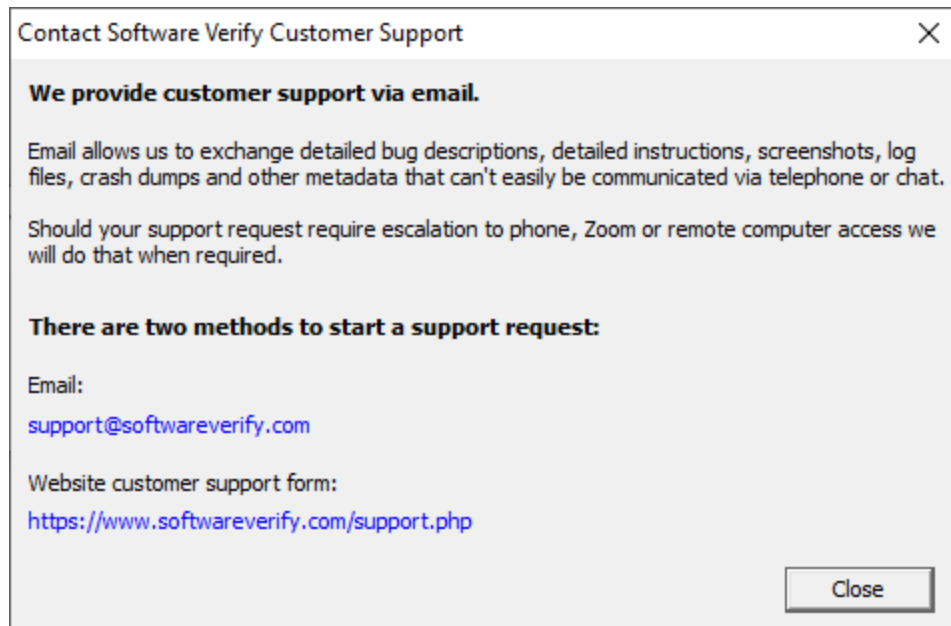 Contact Software Verify Customer Support
We provide customer support via email.
Email allows us to exchange detailed bug descriptions, detailed instructions, screenshots, log
files, crash dumps and other metadata that can't easily be communicated via telephone or chat.
Should your support request require escalation to phone, Zoom or remote computer access we
will do that when required.
There are two methods to start a support request:
Email:
support@softwareverify.com
Website customer support form:
https://www.softwareverify.com/support.php
Close